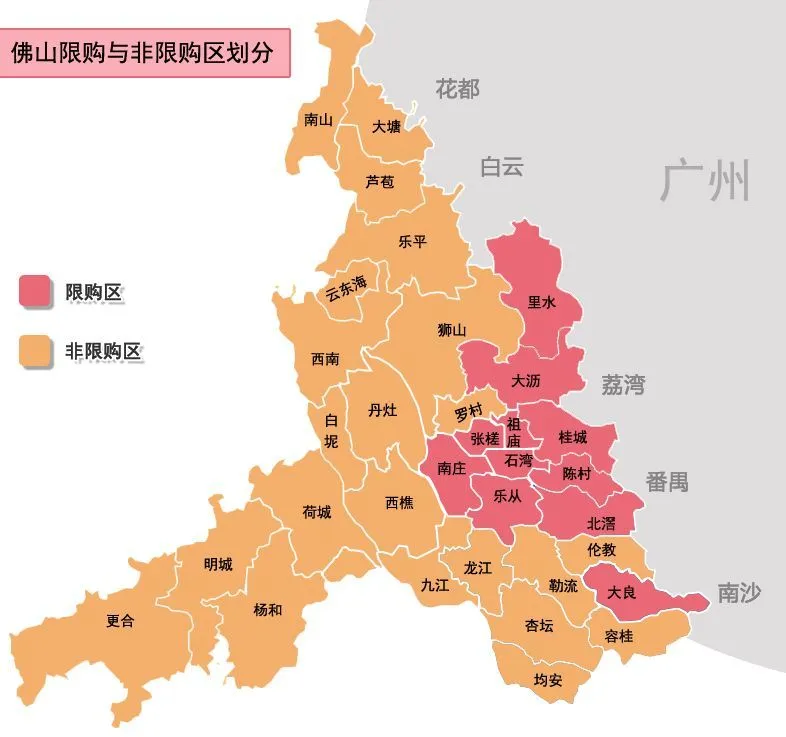 佛山限购与非限购区划分
花都
南山
大塘
白云
广州
芦苞
乐平
限购区
云东海
里水
狮山
非限购区
西南
大沥
荔湾
罗村
丹灶
白
坭
祖
庙
张槎
桂城
南庄
石湾
陈村
番禺
西樵
乐从
荷城
北滘
伦教
明城
龙江
九江
勒流
大良
南沙
杨和
更合
杏坛
容桂
均安